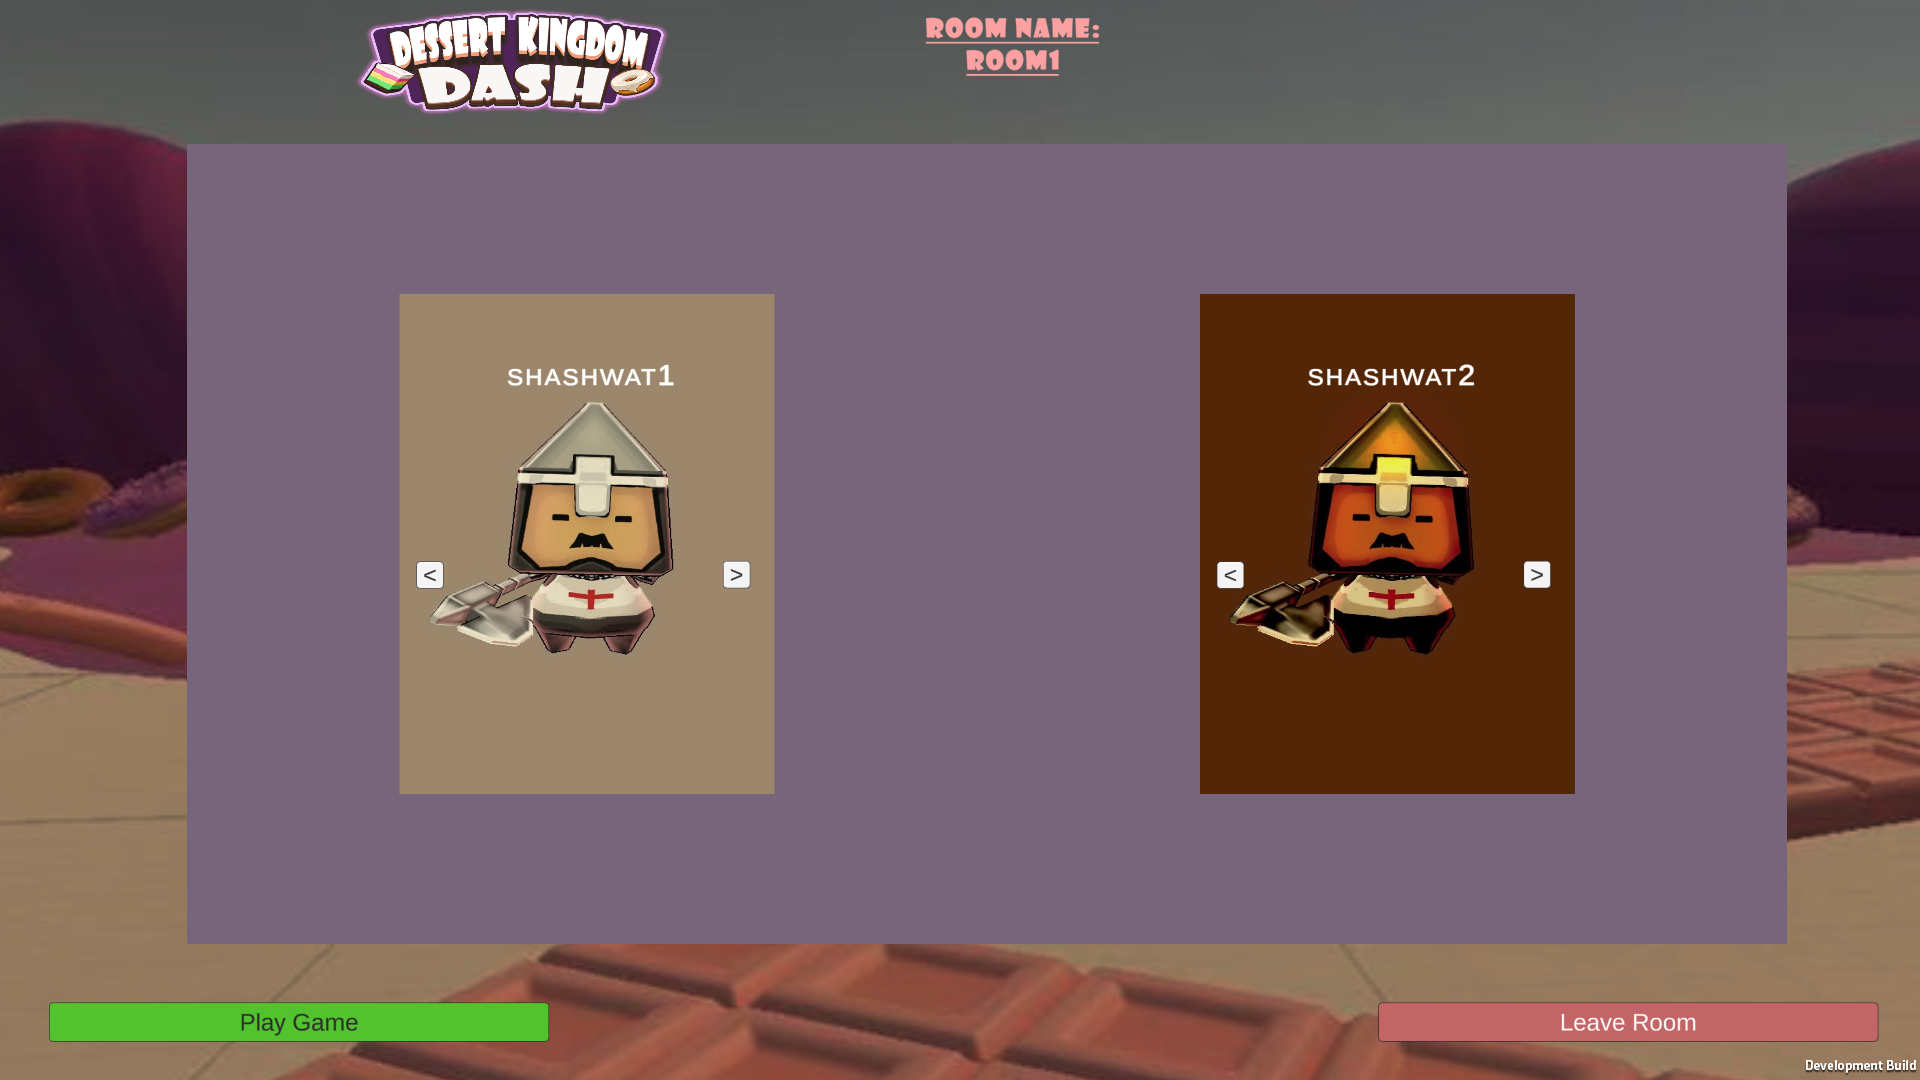 DESSERT KINGDOM
DASH
ROOM NAME:
ROOM1
SHASHWAT1
SHASHWAT2
< >
< >
Play Game
Leave Room
Development Build